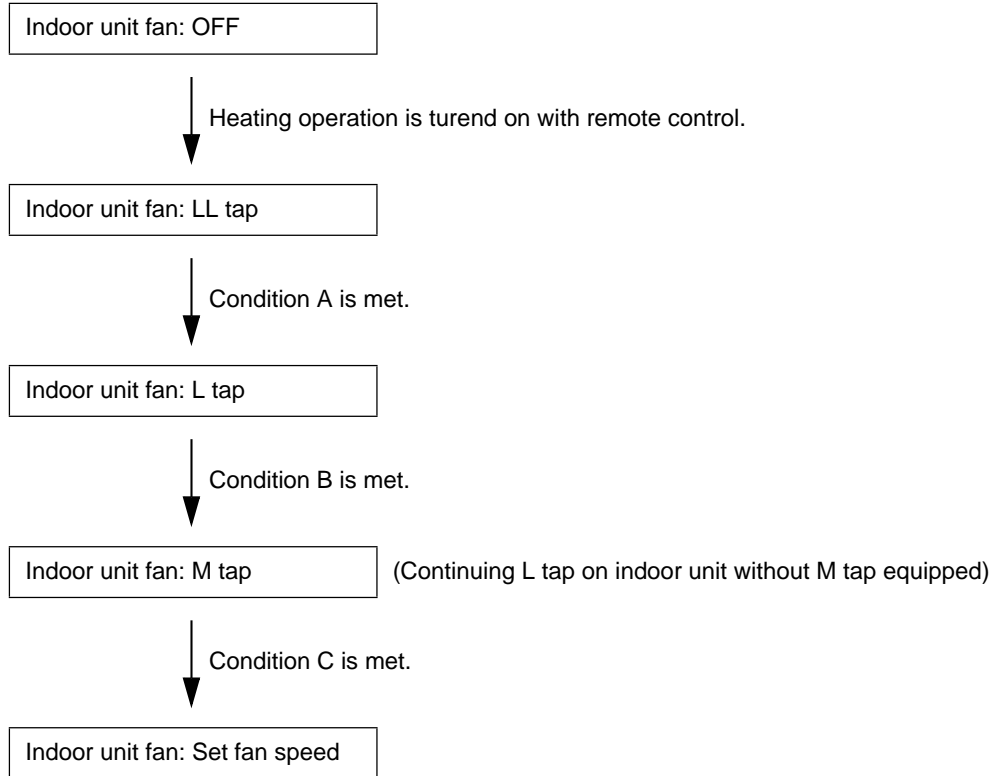 Indoor unit fan: OFF
Heating operation is turend on with remote control.
Indoor unit fan: LL tap
Condition A is met.
Indoor unit fan: L tap
Condition B is met.
Indoor unit fan: M tap (Continuing L tap on indoor unit without M tap equipped)
Condition C is met.
Indoor unit fan: Set fan speed